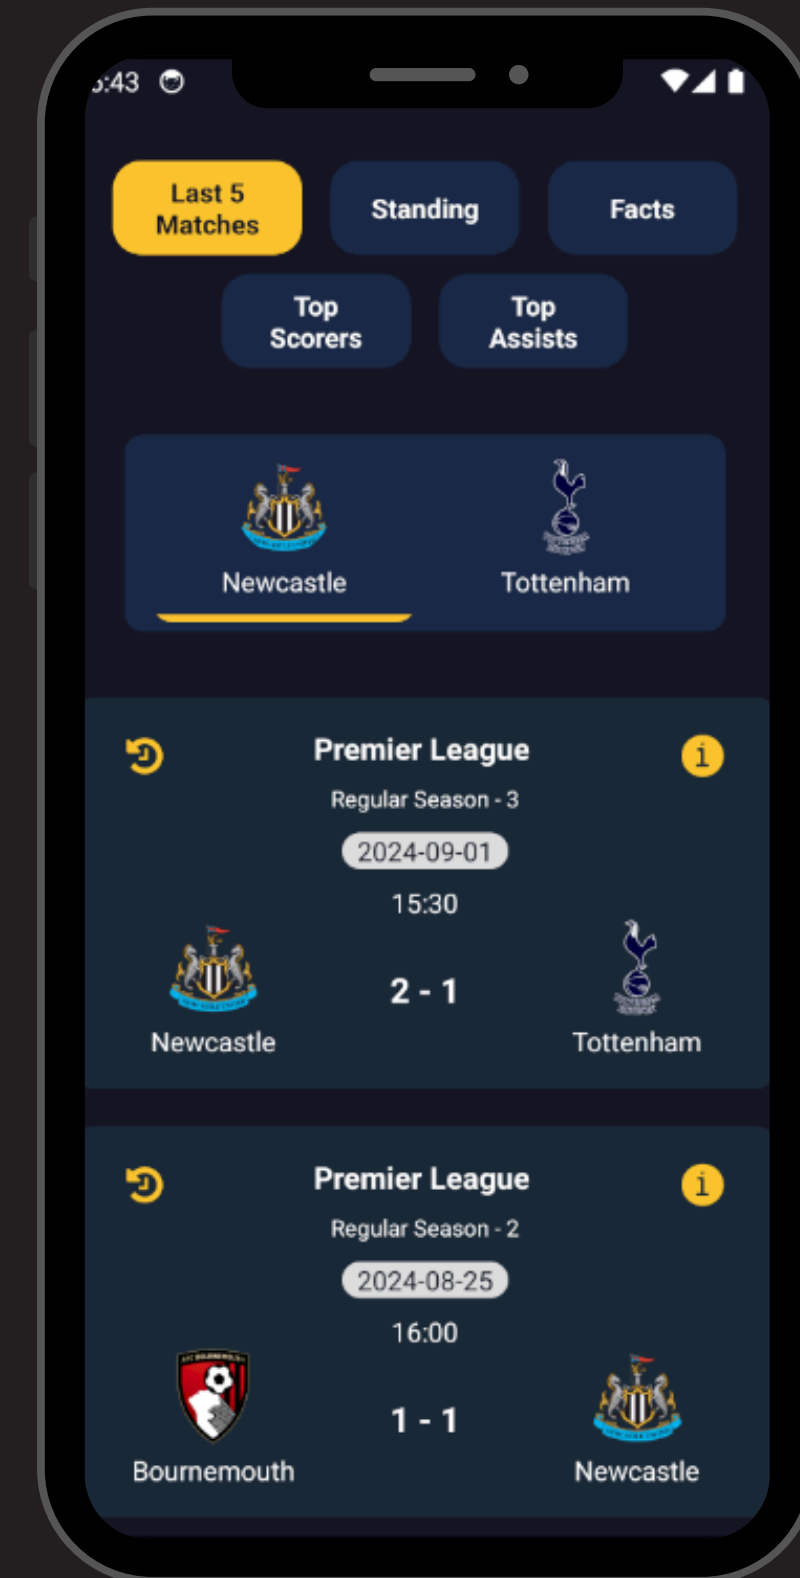 :43
Last 5
Matches
Standing
Facts
Top
Scorers
Top
Assists
Newcastle
Tottenham
Premier League
i
Regular Season - 3
2024-09-01
15:30
2 - 1
Newcastle
Tottenham
Premier League
i
Regular Season - 2
2024-08-25
16:00
1 - 1
Bournemouth
Newcastle